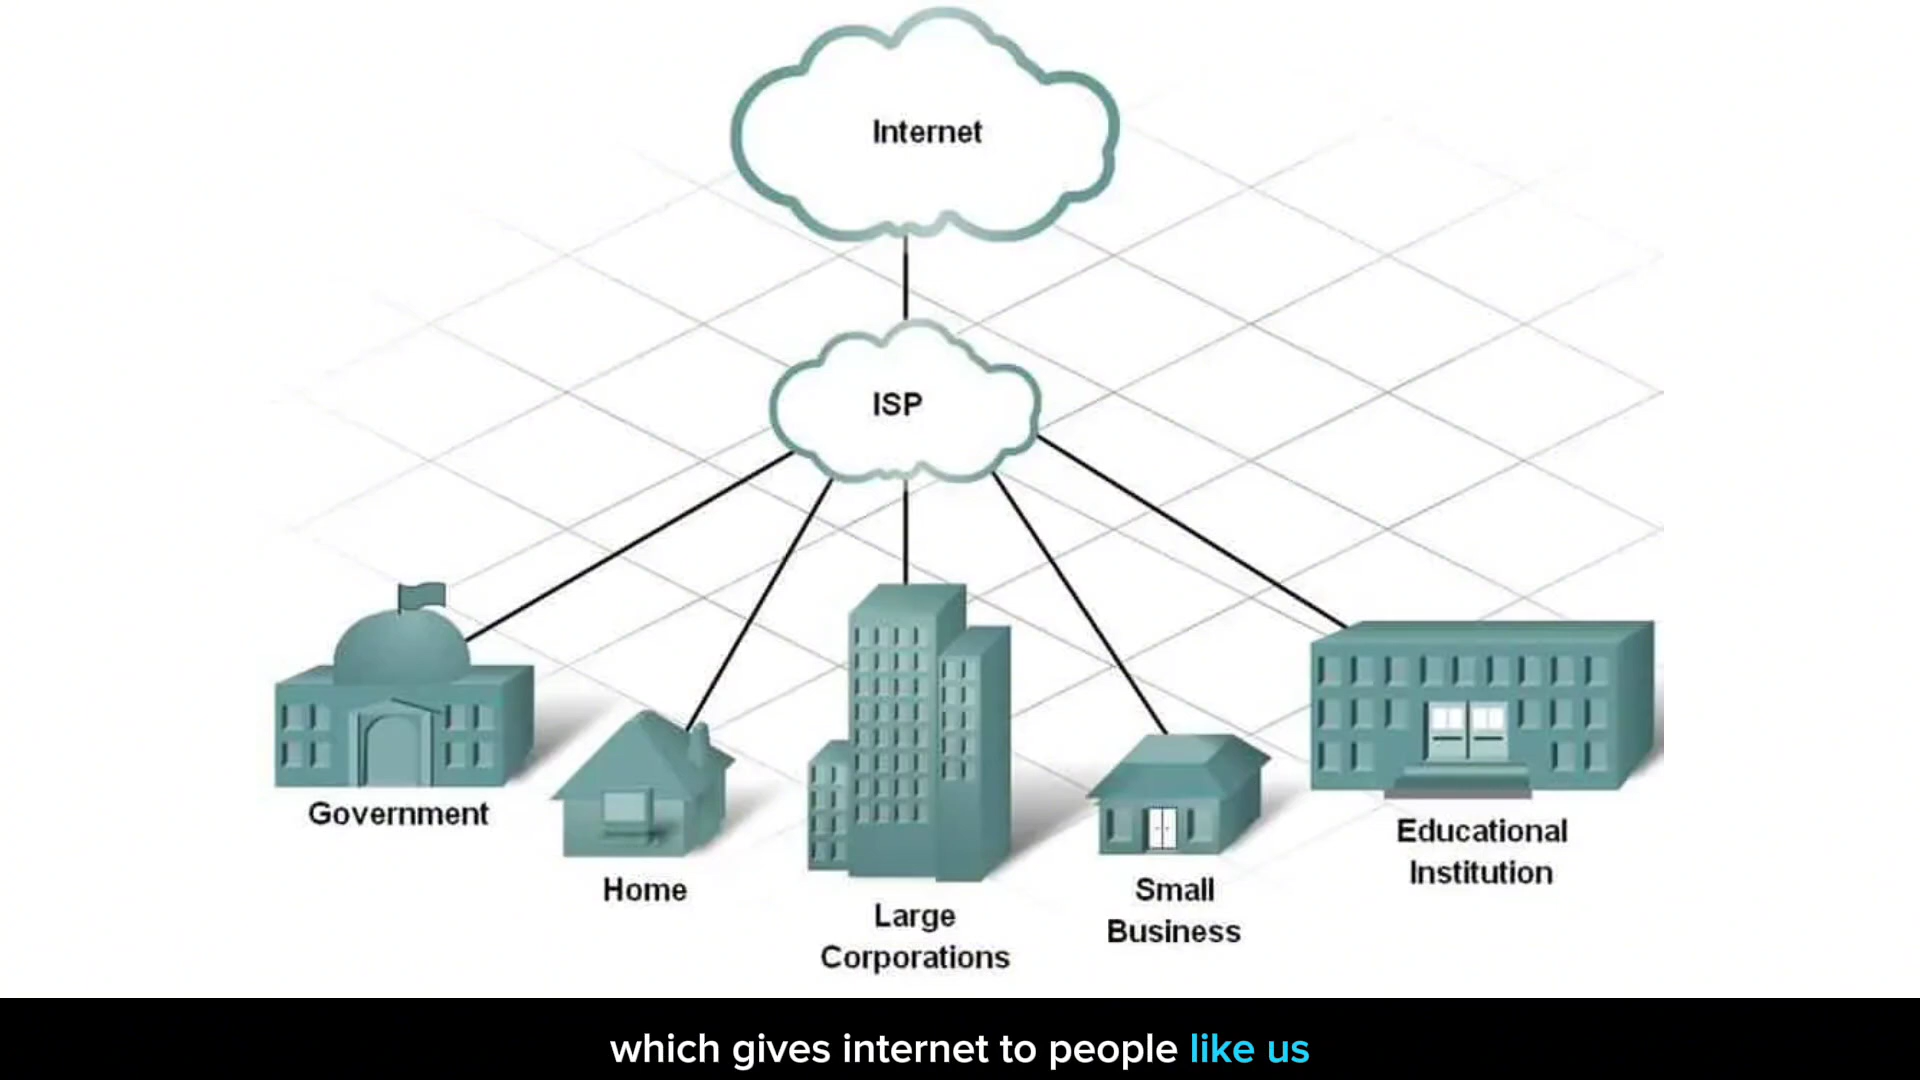 Internet
ISP
Government
Home
Large
Corporations
Small
Business
Educational
Institution
which gives internet to people like us